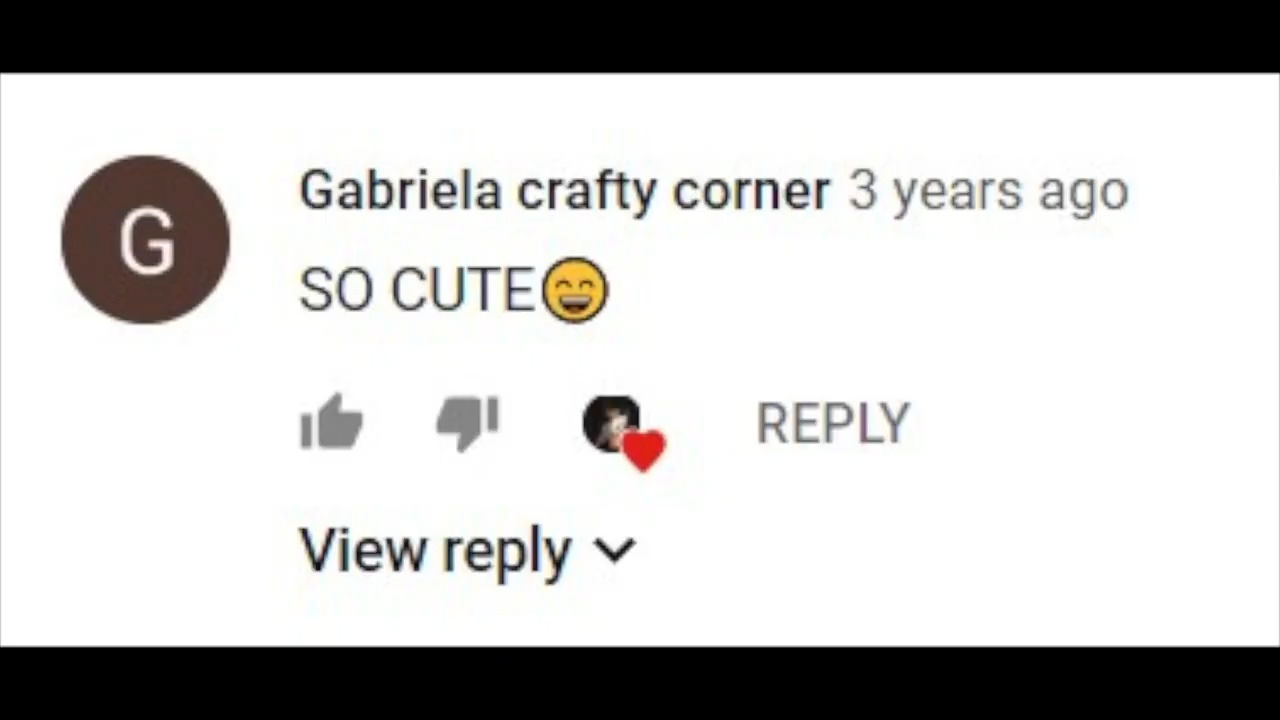 G
Gabriela crafty corner 3 years ago
SO CUTE😄
REPLY
View reply